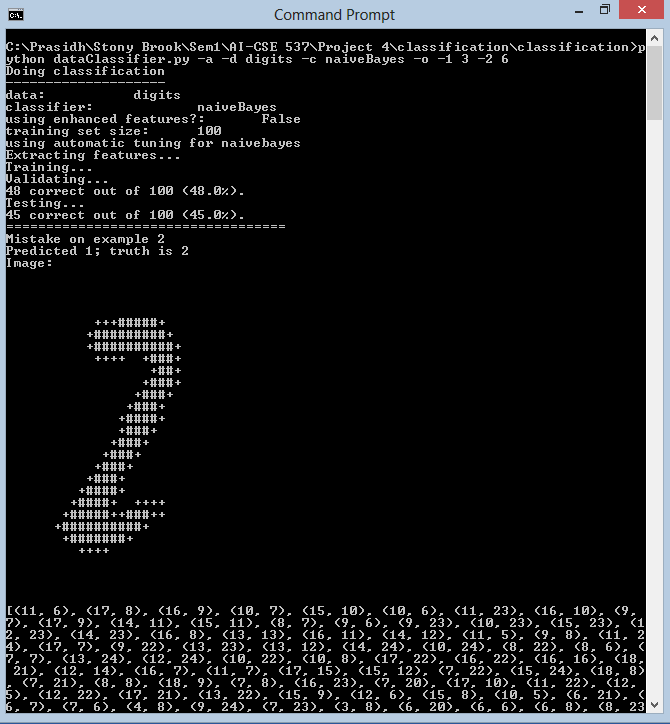 Command Prompt
C:\Prasidh\Stony Brook\Sem1\AI-CSE 537\Project 4\classification\classification>p
ython dataClassifier.py -a -d digits -c naiveBayes -o -1 3 -2 6
Doing classification
--------------------
data:           digits
classifier:             naiveBayes
using enhanced features?:       False
training set size:      100
using automatic tuning for naivebayes
Extracting features...
Training...
Validating...
48 correct out of 100 (48.0%).
Testing...
45 correct out of 100 (45.0%).
===================================
Mistake on example 2
Predicted 1; truth is 2
Image:
           +++#####+
          +#########+
          +##########+
           ++++  +###+
                  +##+
                 +###+
                +###+
               +###+
              +####+
              +###+
             +###+
            +###+
           +###+
          +###+
         +####+
        +####+  ++++
       +#####++###++
      +##########+
       +#######+
         ++++
[(11, 6), (17, 8), (16, 9), (10, 7), (15, 10), (10, 6), (11, 23), (16, 10), (9,
7), (17, 9), (14, 11), (15, 11), (8, 7), (9, 6), (9, 23), (10, 23), (15, 23), (1
2, 23), (14, 23), (16, 8), (13, 13), (16, 11), (14, 12), (11, 5), (9, 8), (11, 2
4), (17, 7), (9, 22), (13, 23), (13, 12), (14, 24), (10, 24), (8, 22), (8, 6), (
7, 7), (13, 24), (12, 24), (10, 22), (10, 8), (17, 22), (16, 22), (16, 16), (18,
 21), (12, 14), (16, 7), (11, 7), (17, 15), (15, 12), (7, 22), (15, 24), (18, 8)
, (7, 21), (8, 8), (18, 9), (7, 8), (16, 23), (7, 20), (17, 10), (11, 22), (12,
5), (12, 22), (17, 21), (13, 22), (15, 9), (12, 6), (15, 8), (10, 5), (6, 21), (
6, 7), (7, 6), (4, 8), (9, 24), (7, 23), (3, 8), (6, 20), (6, 6), (6, 8), (8, 23